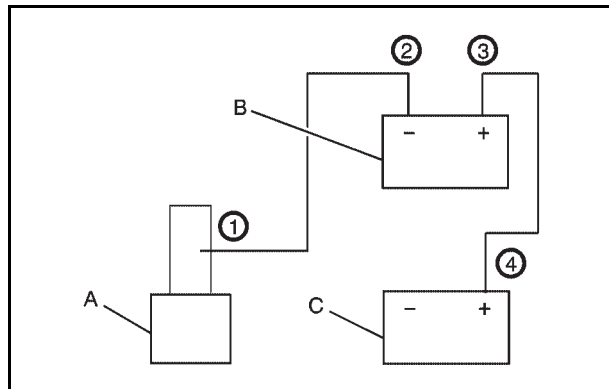 ② ③
B
− +
①
④
A
C
− +